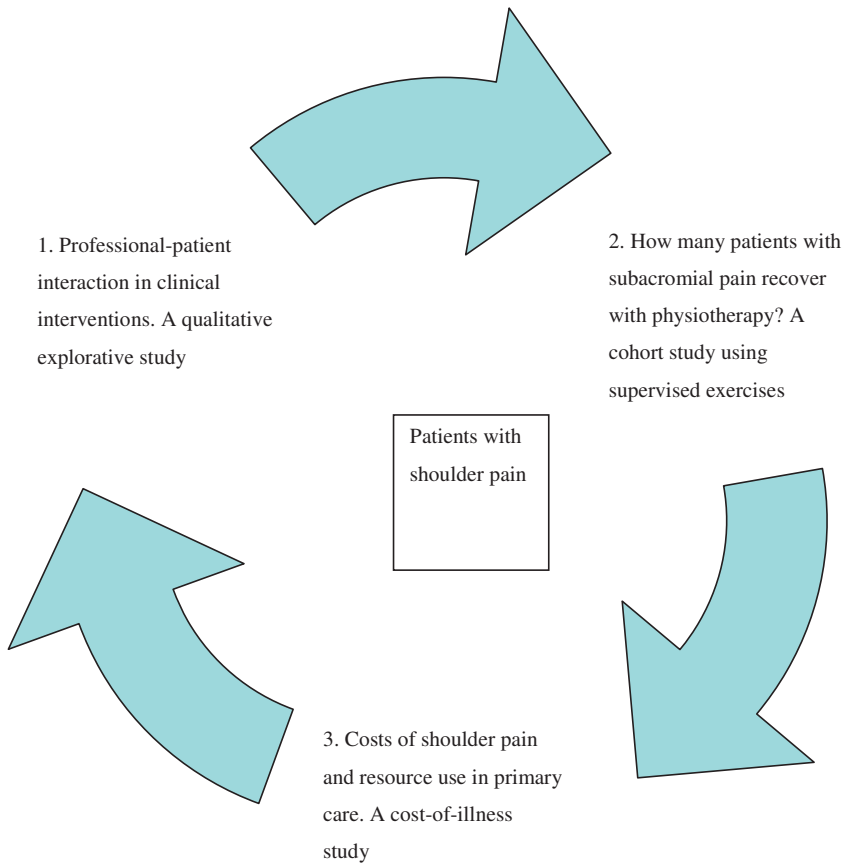 1. Professional-patient
interaction in clinical
interventions. A qualitative
explorative study
2. How many patients with
subacromial pain recover
with physiotherapy? A
cohort study using
supervised exercises
Patients with
shoulder pain
3. Costs of shoulder pain
and resource use in primary
care. A cost-of-illness
study